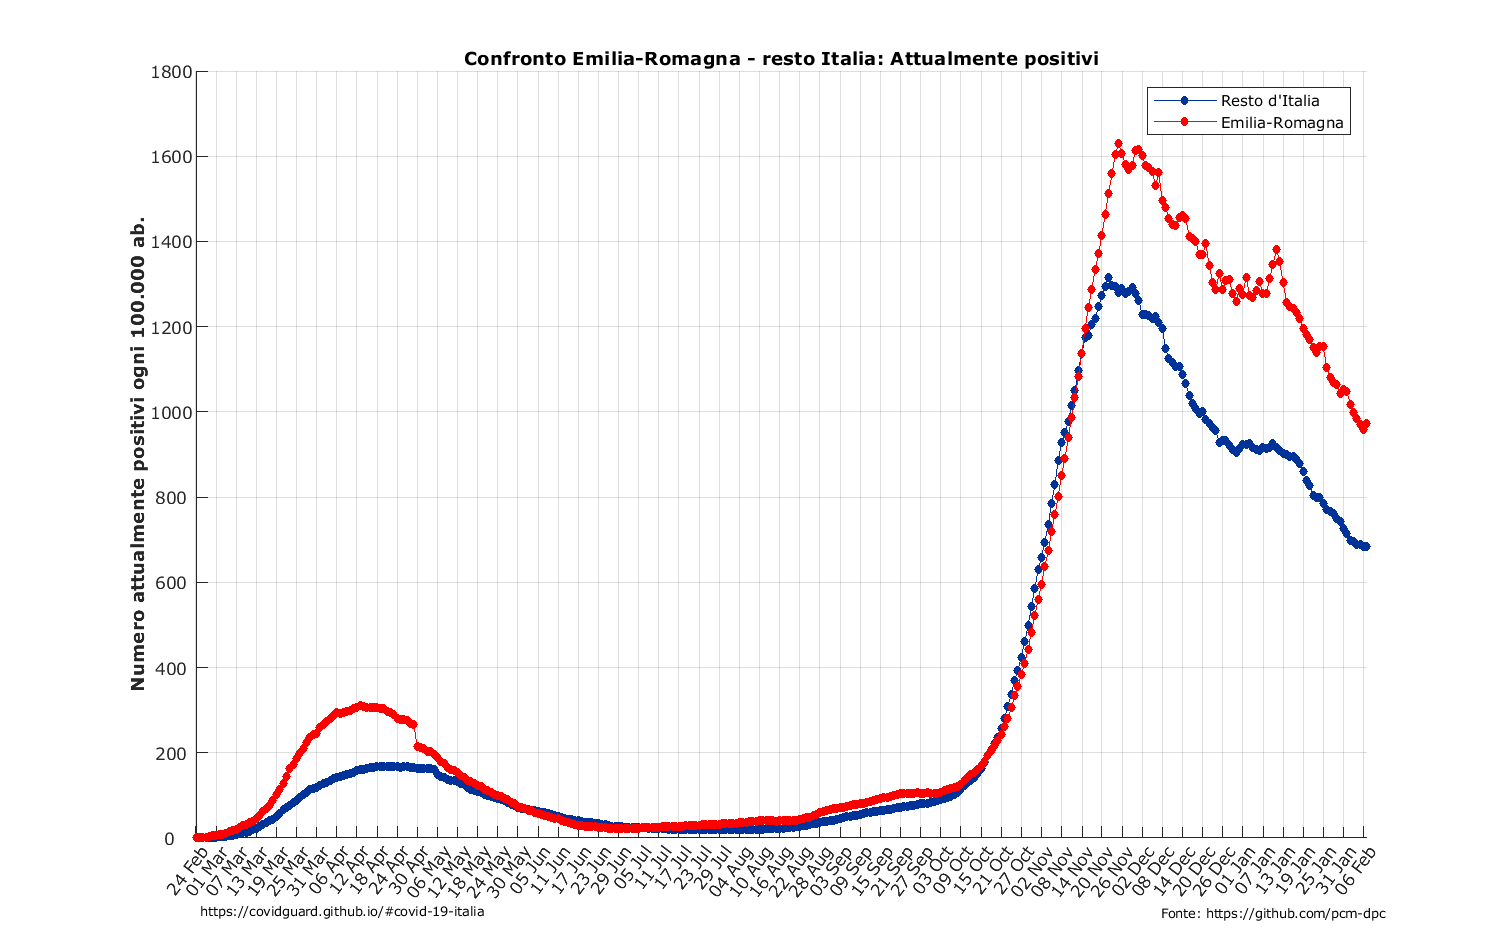 Confronto Emilia-Romagna - resto Italia: Attualmente positivi
Numero attualmente positivi ogni 100.000 ab.
1800
1600
1400
1200
1000
800
600
400
200
0
Resto d'Italia
Emilia-Romagna
24 Feb
01 Mar
07 Mar
13 Mar
19 Mar
25 Mar
31 Mar
06 Apr
12 Apr
18 Apr
24 Apr
30 Apr
06 May
12 May
18 May
24 May
30 May
05 Jun
11 Jun
17 Jun
23 Jun
29 Jul
05 Jul
11 Jul
17 Jul
23 Jul
29 Jul
04 Aug
10 Aug
16 Aug
22 Aug
28 Aug
03 Sep
09 Sep
15 Sep
21 Sep
27 Sep
03 Oct
09 Oct
15 Oct
21 Oct
27 Oct
02 Nov
08 Nov
14 Nov
20 Nov
26 Nov
02 Dec
08 Dec
14 Dec
20 Dec
26 Dec
01 Jan
07 Jan
13 Jan
19 Jan
25 Jan
31 Jan
06 Feb
https://covidguard.github.io/#covid-19-italia
Fonte: https://github.com/pcm-dpc